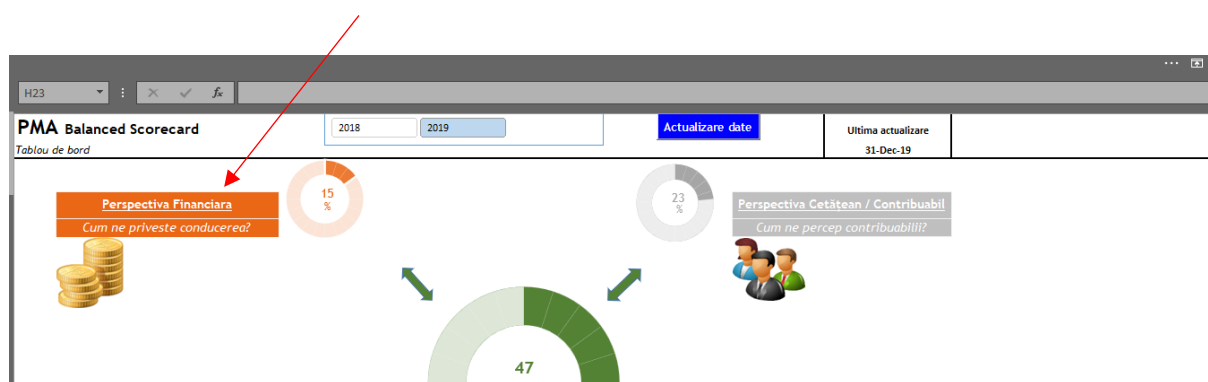 H23
fx
PMA Balanced Scorecard
Tablou de bord
2018
2019
Actualizare date
Ultima actualizare
31-Dec-19
Perspectiva Financiara
Cum ne priveste conducerea?
15
%
23
%
Perspectiva Cetățean / Contribuabil
Cum ne percep contribuabilii?
47